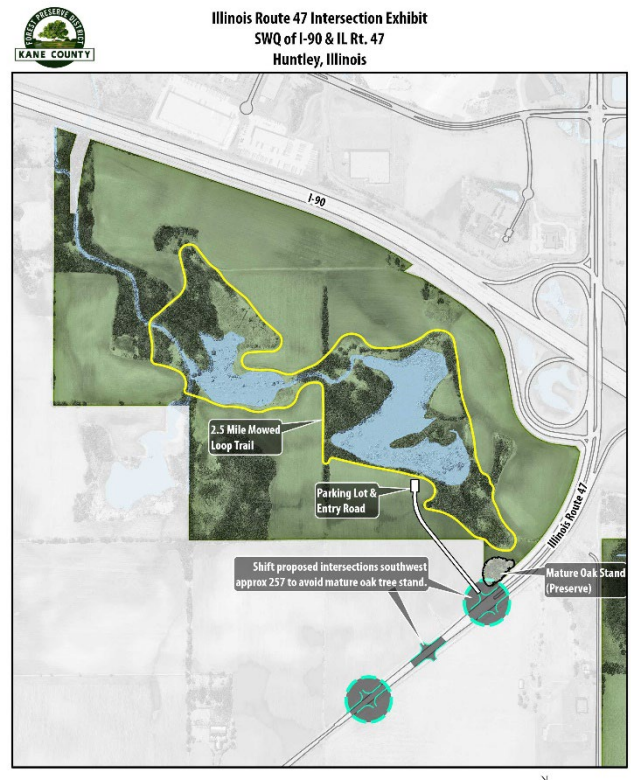 FOREST PRESERVE DISTRICT
KANE COUNTY
Illinois Route 47 Intersection Exhibit
SWQ of I-90 & IL Rt. 47
Huntley, Illinois
I-90
2.5 Mile Mowed
Loop Trail
Parking Lot &
Entry Road
Illinois Route 47
Shift proposed intersections southwest
approx 257 to avoid mature oak tree stand.
Mature Oak Stand
(Preserve)